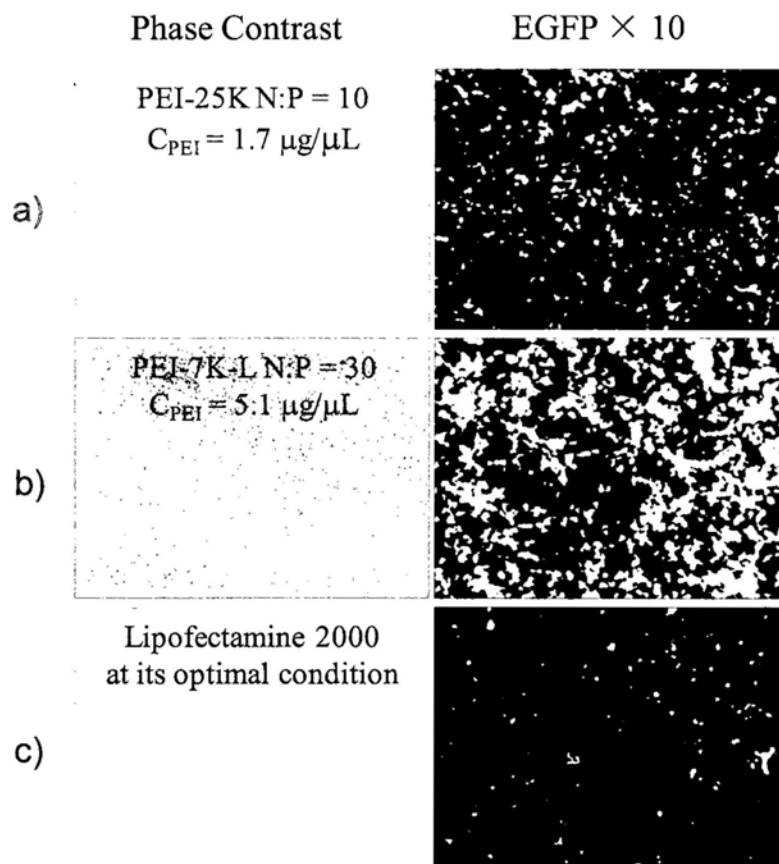 Phase Contrast
EGFP × 10
a)
PEI-25K N:P = 10
C_PEI = 1.7 μg/μL
b)
PEI-7K-L N:P = 30
C_PEI = 5.1 μg/μL
c)
Lipofectamine 2000
at its optimal condition